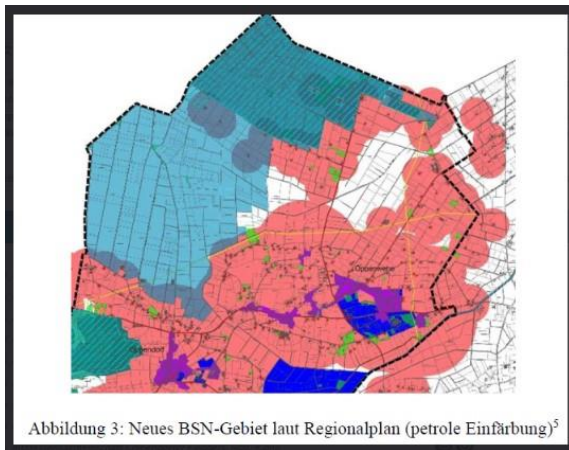 Oppenwehe
Abbildung 3: Neues BSN-Gebiet laut Regionalplan (petrole Einfärbung)5